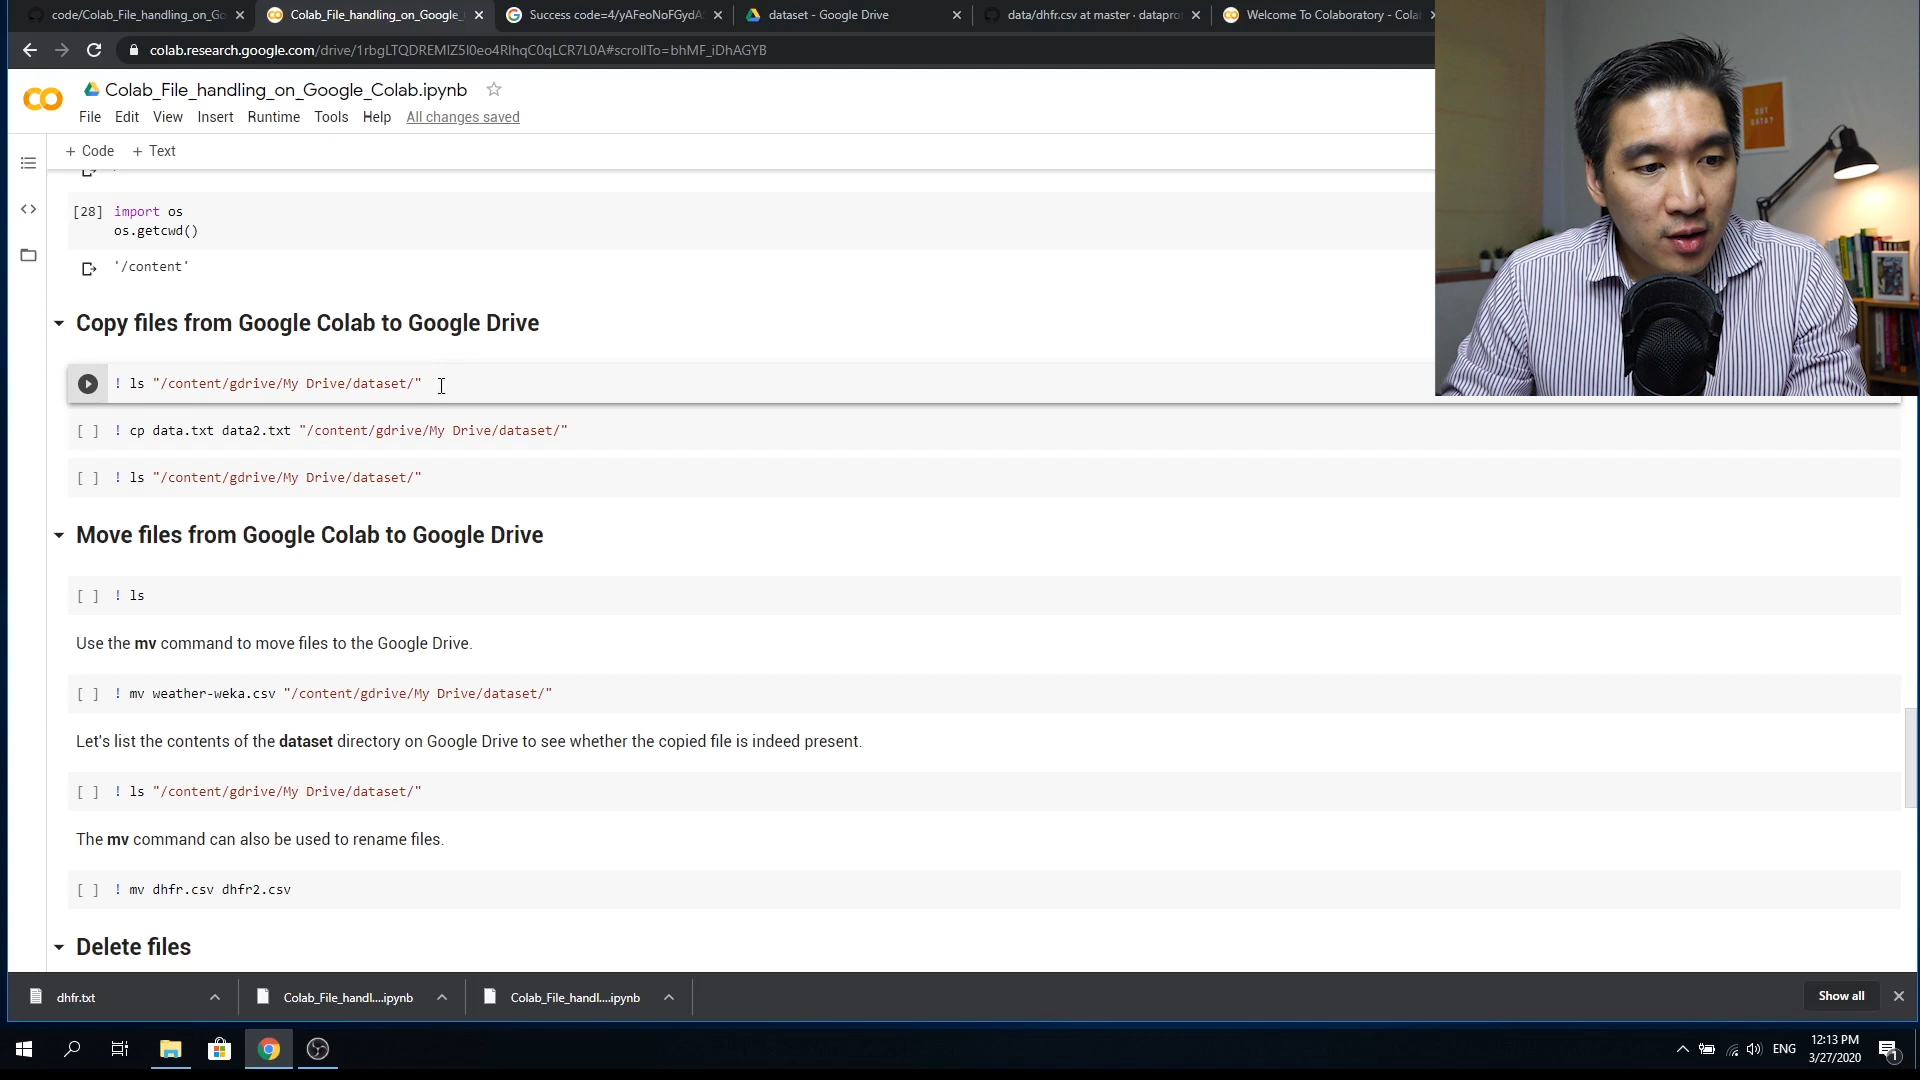 code/Colab_File_handling_on_Go
Colab_File_handling_on_Google_
Success code=4/yAFeoNoFGydA
dataset - Google Drive
data/dhfr.csv at master · datapro
Welcome To Colaboratory - Cola
colab.research.google.com/drive/1rbgLTQDREMIZ5l0eo4RlhqC0qLCR7L0A#scrollTo=bhMF_iDhAGYB
Colab_File_handling_on_Google_Colab.ipynb
File Edit View Insert Runtime Tools Help All changes saved
+ Code + Text
[28] import os
os.getcwd()
'/content'
Copy files from Google Colab to Google Drive
! ls "/content/gdrive/My Drive/dataset/"
[ ] ! cp data.txt data2.txt "/content/gdrive/My Drive/dataset/"
[ ] ! ls "/content/gdrive/My Drive/dataset/"
Move files from Google Colab to Google Drive
[ ] ! ls
Use the mv command to move files to the Google Drive.
[ ] ! mv weather-weka.csv "/content/gdrive/My Drive/dataset/"
Let's list the contents of the dataset directory on Google Drive to see whether the copied file is indeed present.
[ ] ! ls "/content/gdrive/My Drive/dataset/"
The mv command can also be used to rename files.
[ ] ! mv dhfr.csv dhfr2.csv
Delete files
dhfr.txt
Colab_File_handl....ipynb
Colab_File_handl....ipynb
Show all
ENG
12:13 PM
3/27/2020
1
GOT
DATA?